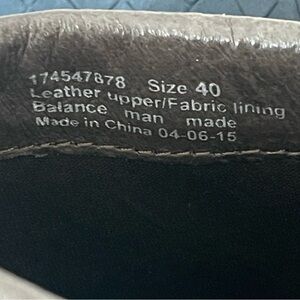 174547878 Size 40
Leather upper/Fabric lining
Balance man made
Made in China 04-06-15